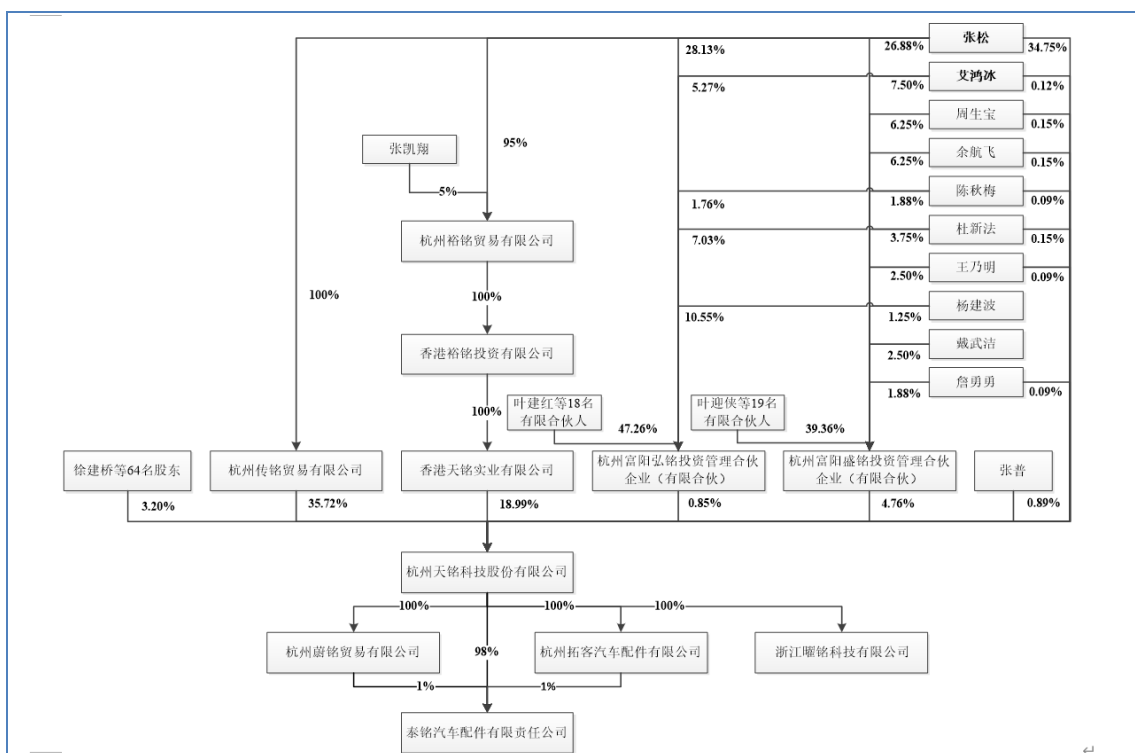 张松
28.13%
26.88%
34.75%
艾鸿冰
5.27%
7.50%
0.12%
周生宝
6.25%
0.15%
张凯翔
95%
余航飞
6.25%
0.15%
5%
陈秋梅
1.76%
1.88%
0.09%
杭州裕铭贸易有限公司
杜新法
7.03%
3.75%
0.15%
王乃明
2.50%
0.09%
100%
100%
杨建波
10.55%
1.25%
香港裕铭投资有限公司
戴武洁
2.50%
詹勇勇
1.88%
0.09%
100%
叶建红等18名
有限合伙人
47.26%
叶迎侠等19名
有限合伙人
39.36%
徐建桥等64名股东
杭州传铭贸易有限公司
香港天铭实业有限公司
杭州富阳弘铭投资管理合伙
企业（有限合伙）
杭州富阳盛铭投资管理合伙
企业（有限合伙）
张普
3.20%
35.72%
18.99%
0.85%
4.76%
0.89%
杭州天铭科技股份有限公司
100%
100%
100%
杭州蔚铭贸易有限公司
98%
杭州拓客汽车配件有限公司
浙江曜铭科技有限公司
1%
1%
泰铭汽车配件有限责任公司